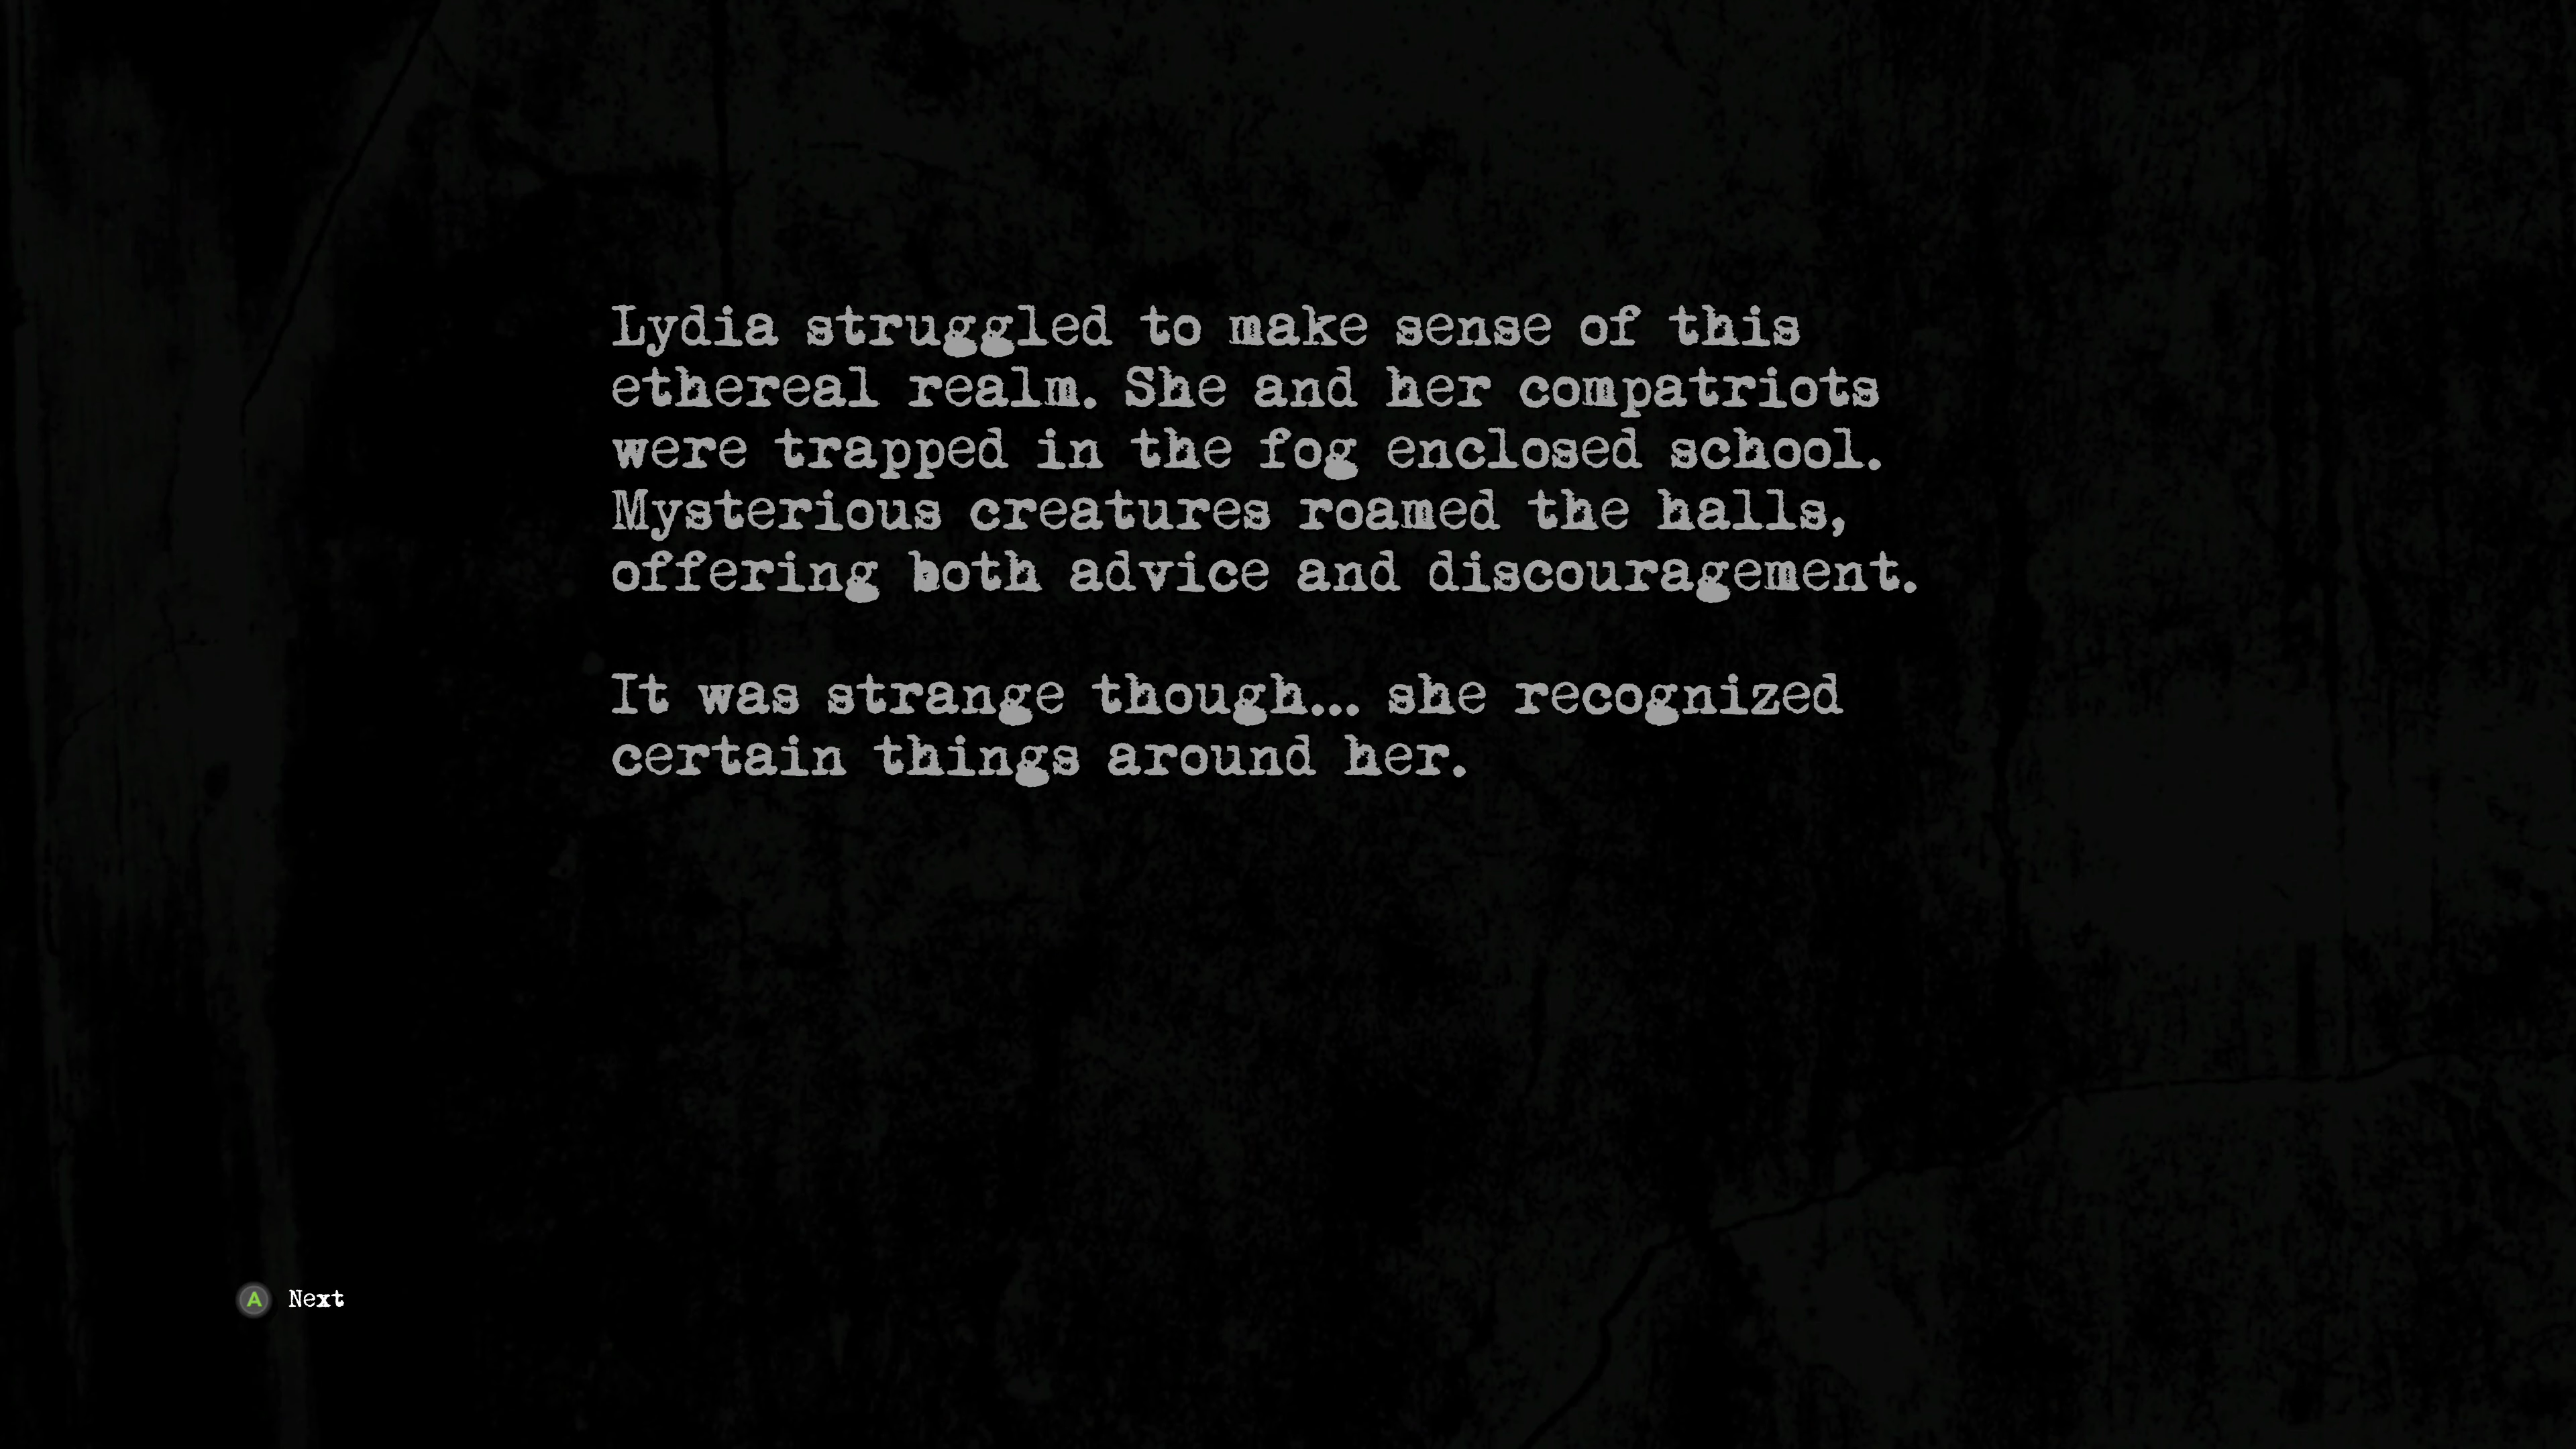 Lydia struggled to make sense of this
ethereal realm. She and her compatriots
were trapped in the fog enclosed school.
Mysterious creatures roamed the halls,
offering both advice and discouragement.
It was strange though... she recognized
certain things around her.
A Next